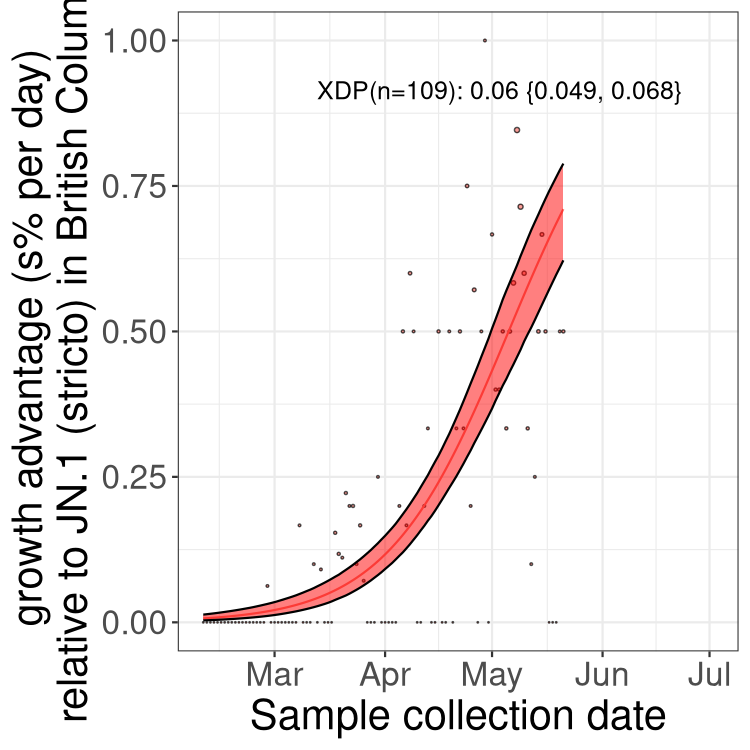 growth advantage (s% per day)
relative to JN.1 (stricto) in British Colum
1.00
0.75
0.50
0.25
0.00
XDP(n=109): 0.06 {0.049, 0.068}
Mar Apr May Jun Jul
Sample collection date